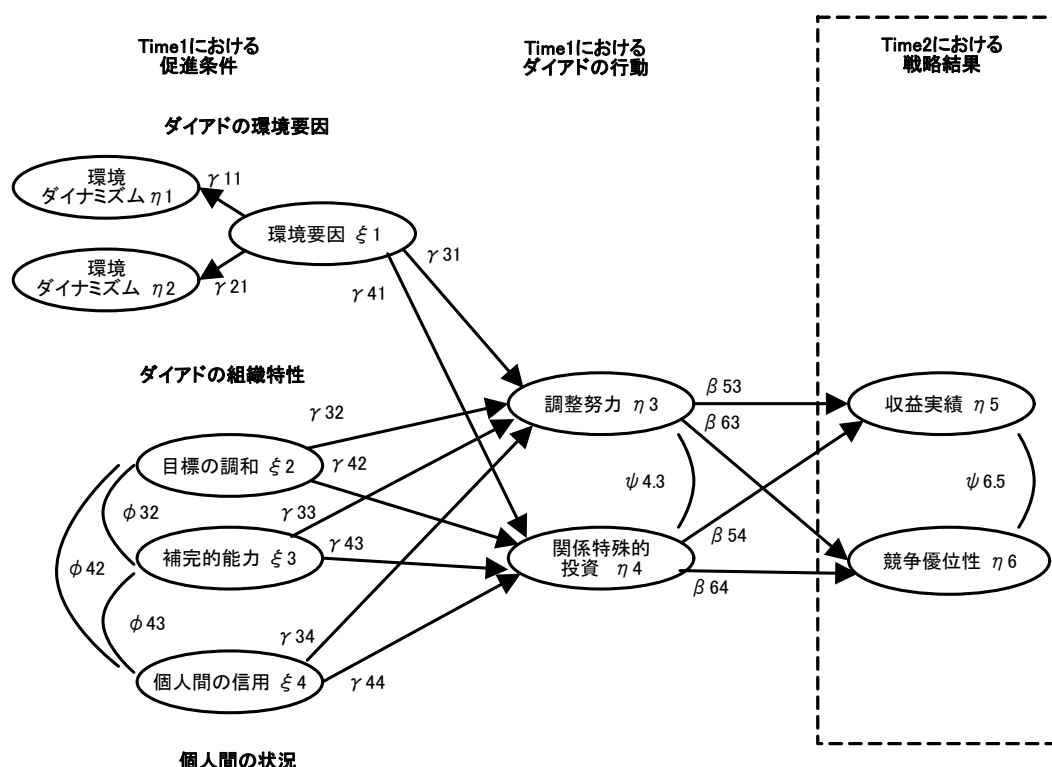 Time1における
促進条件
Time1における
ダイアドの行動
Time2における
戦略結果
ダイアドの環境要因
環境
ダイナミズム η1
γ11
環境要因 ξ1
環境
ダイナミズム η2
γ21
γ31
γ41
ダイアドの組織特性
調整努力 η3
β53
収益実績 η5
γ32
β63
目標の調和 ξ2
γ42
ψ4.3
ψ6.5
φ32
γ33
補完的能力 ξ3
γ43
関係特殊的
投資 η4
β54
競争優位性 η6
φ42
β64
φ43
γ34
個人間の信用 ξ4
γ44
個人間の状況